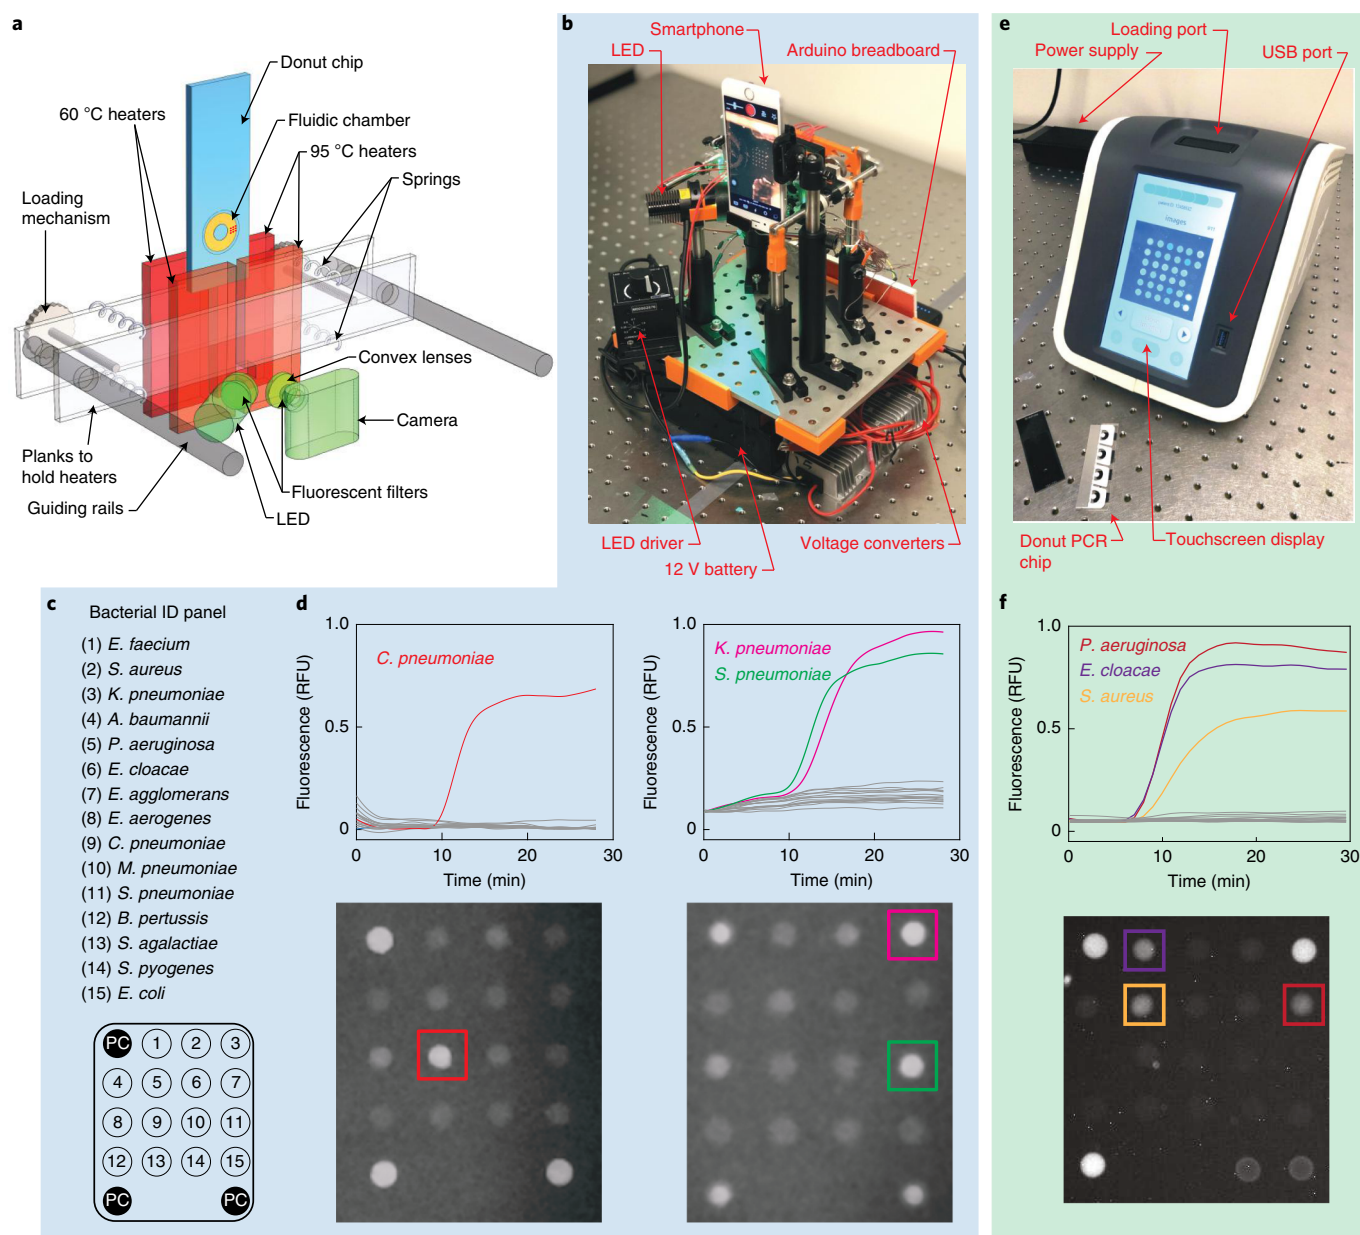 a
Donut chip
60 °C heaters
Fluidic chamber
95 °C heaters
Springs
Loading
mechanism
Convex lenses
Camera
Planks to
hold heaters
Guiding rails
Fluorescent filters
LED
b
Smartphone
LED
Arduino breadboard
LED driver
Voltage converters
12 V battery
e
Loading port
Power supply
USB port
images
Donut PCR
chip
Touchscreen display
c
Bacterial ID panel
(1) E. faecium
(2) S. aureus
(3) K. pneumoniae
(4) A. baumannii
(5) P. aeruginosa
(6) E. cloacae
(7) E. agglomerans
(8) E. aerogenes
(9) C. pneumoniae
(10) M. pneumoniae
(11) S. pneumoniae
(12) B. pertussis
(13) S. agalactiae
(14) S. pyogenes
(15) E. coli
PC 1 2 3
4 5 6 7
8 9 10 11
12 13 14 15
PC PC
d
1.0
0.5
0
Fluorescence (RFU)
C. pneumoniae
0 10 20 30
Time (min)
1.0
0.5
0
Fluorescence (RFU)
K. pneumoniae
S. pneumoniae
0 10 20 30
Time (min)
f
1.0
0.5
0
Fluorescence (RFU)
P. aeruginosa
E. cloacae
S. aureus
0 10 20 30
Time (min)